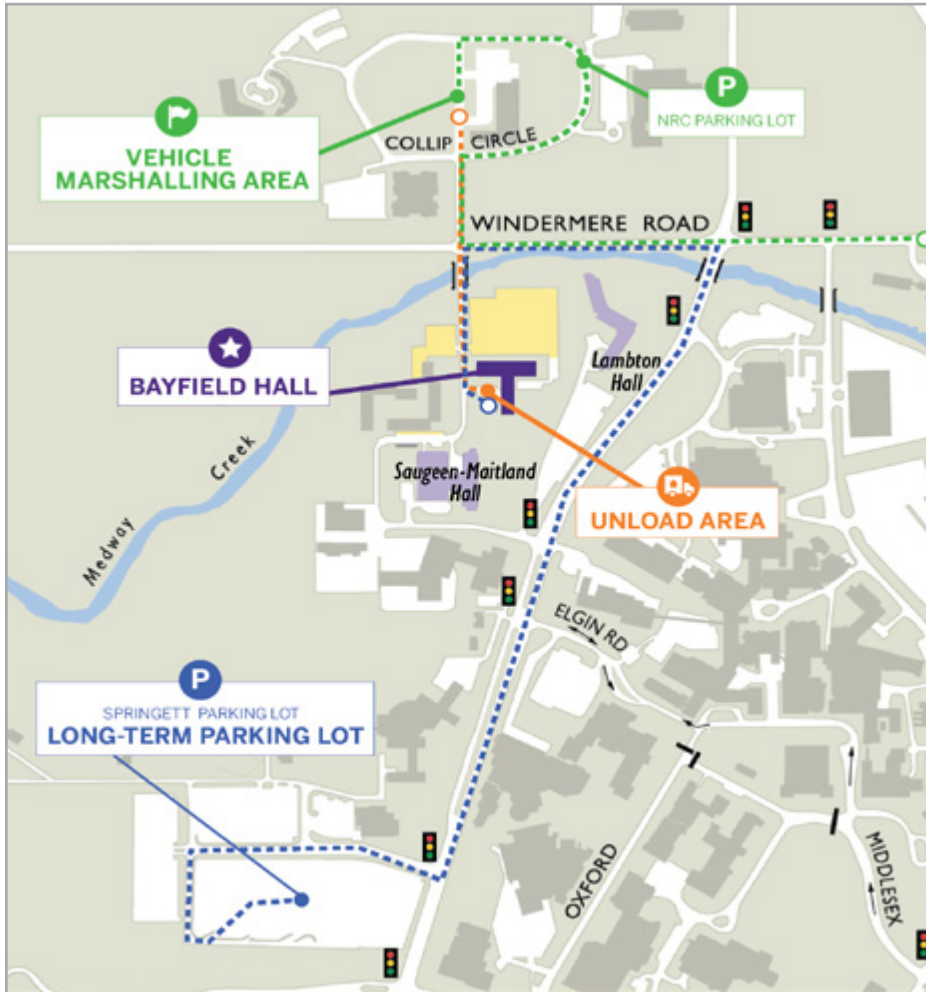 P
NRC PARKING LOT
VEHICLE
MARSHALLING AREA
COLLIP CIRCLE
WINDERMERE ROAD
BAYFIELD HALL
Lambton
Hall
Medway Creek
Saugeen-Maitland
Hall
UNLOAD AREA
ELGIN RD
P
SPRINGETT PARKING LOT
LONG-TERM PARKING LOT
OXFORD
MIDDLESEX